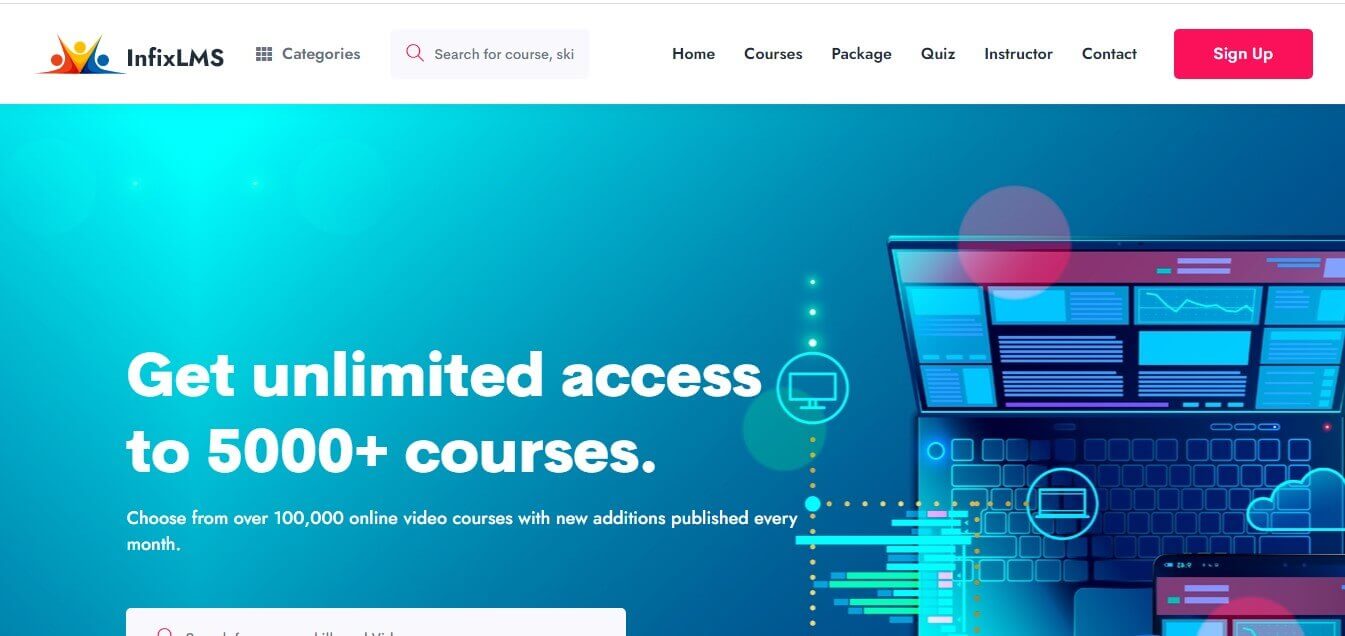 InfixLMS
Categories
Search for course, ski
Home
Courses
Package
Quiz
Instructor
Contact
Sign Up
Get unlimited access
to 5000+ courses.
Choose from over 100,000 online video courses with new additions published every
month.